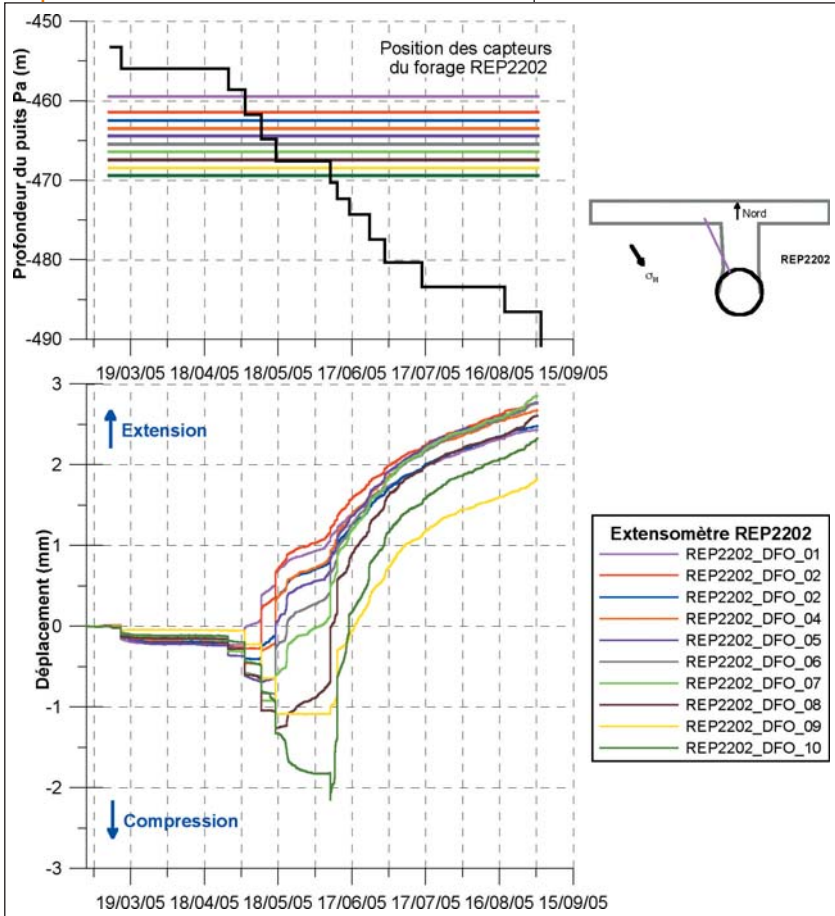 -450
-460
-470
-480
-490
Profondeur du puits Pa (m)
Position des capteurs
du forage REP2202
19/03/05 18/04/05 18/05/05 17/06/05 17/07/05 16/08/05 15/09/05
Nord
REP2202
σH
3
2
1
0
-1
-2
-3
Déplacement (mm)
Extension
Compression
19/03/05 18/04/05 18/05/05 17/06/05 17/07/05 16/08/05 15/09/05
Extensomètre REP2202
REP2202_DFO_01
REP2202_DFO_02
REP2202_DFO_02
REP2202_DFO_04
REP2202_DFO_05
REP2202_DFO_06
REP2202_DFO_07
REP2202_DFO_08
REP2202_DFO_09
REP2202_DFO_10